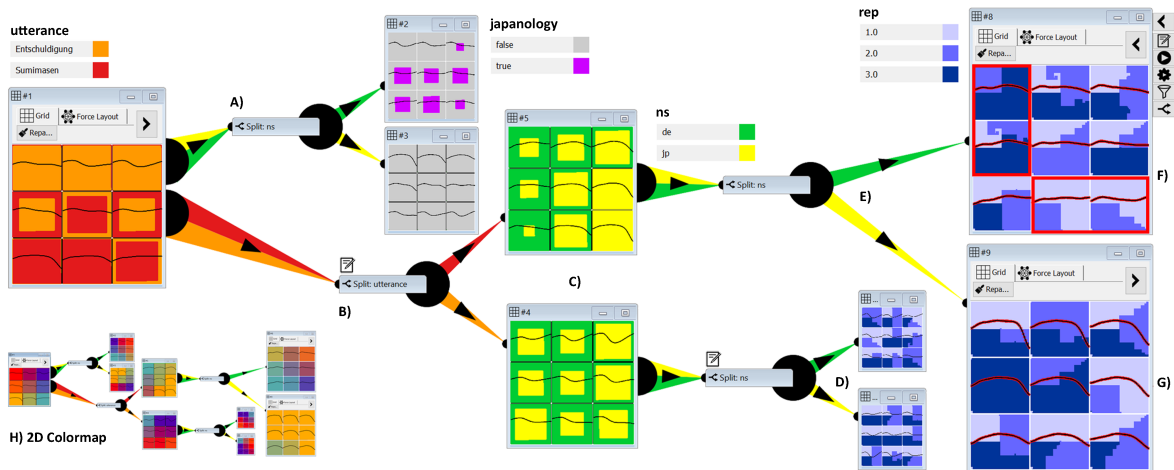 utterance
Entschuldigung
Sumimasen
#1
Grid
Force Layout
Repa...
A)
Split: ns
#2
#3
japanology
false
true
B)
Split: utterance
#5
C)
#4
ns
de
jp
Split: ns
E)
Split: ns
D)
...
...
rep
1.0
2.0
3.0
#8
Grid
Force Layout
Repa...
F)
#9
Grid
Force Layout
Repa...
G)
H) 2D Colormap